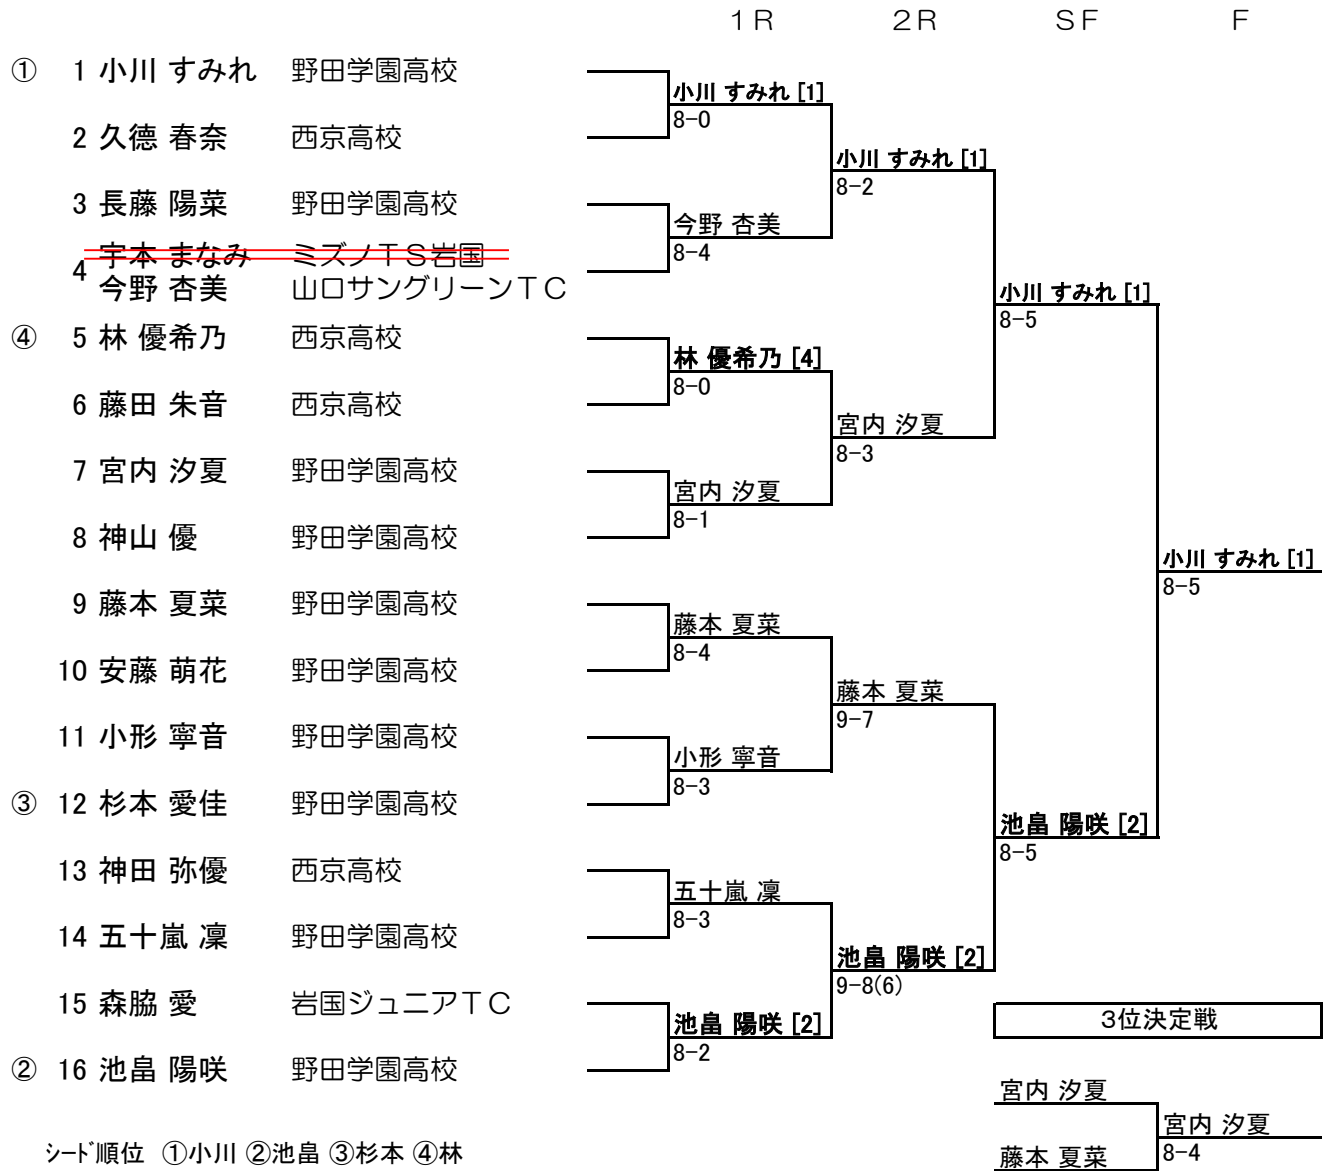 1R 2R SF F
① 1 小川 すみれ 野田学園高校
小川 すみれ [1]
8-0
2 久德 春奈 西京高校
小川 すみれ [1]
8-2
3 長藤 陽菜 野田学園高校
今野 杏美
8-4
宇本 まなみ ミズノTS岩国
4
今野 杏美 山口サングリーンTC
小川 すみれ [1]
8-5
④ 5 林 優希乃 西京高校
林 優希乃 [4]
8-0
6 藤田 朱音 西京高校
宮内 汐夏
8-3
7 宮内 汐夏 野田学園高校
宮内 汐夏
8-1
8 神山 優 野田学園高校
小川 すみれ [1]
8-5
9 藤本 夏菜 野田学園高校
藤本 夏菜
8-4
10 安藤 萌花 野田学園高校
藤本 夏菜
9-7
11 小形 寧音 野田学園高校
小形 寧音
8-3
③ 12 杉本 愛佳 野田学園高校
池畠 陽咲 [2]
8-5
13 神田 弥優 西京高校
五十嵐 凜
8-3
14 五十嵐 凜 野田学園高校
池畠 陽咲 [2]
9-8(6)
15 森脇 愛 岩国ジュニアTC
池畠 陽咲 [2]
8-2
3位決定戦
② 16 池畠 陽咲 野田学園高校
宮内 汐夏
宮内 汐夏
8-4
藤本 夏菜
シード順位 ①小川 ②池畠 ③杉本 ④林